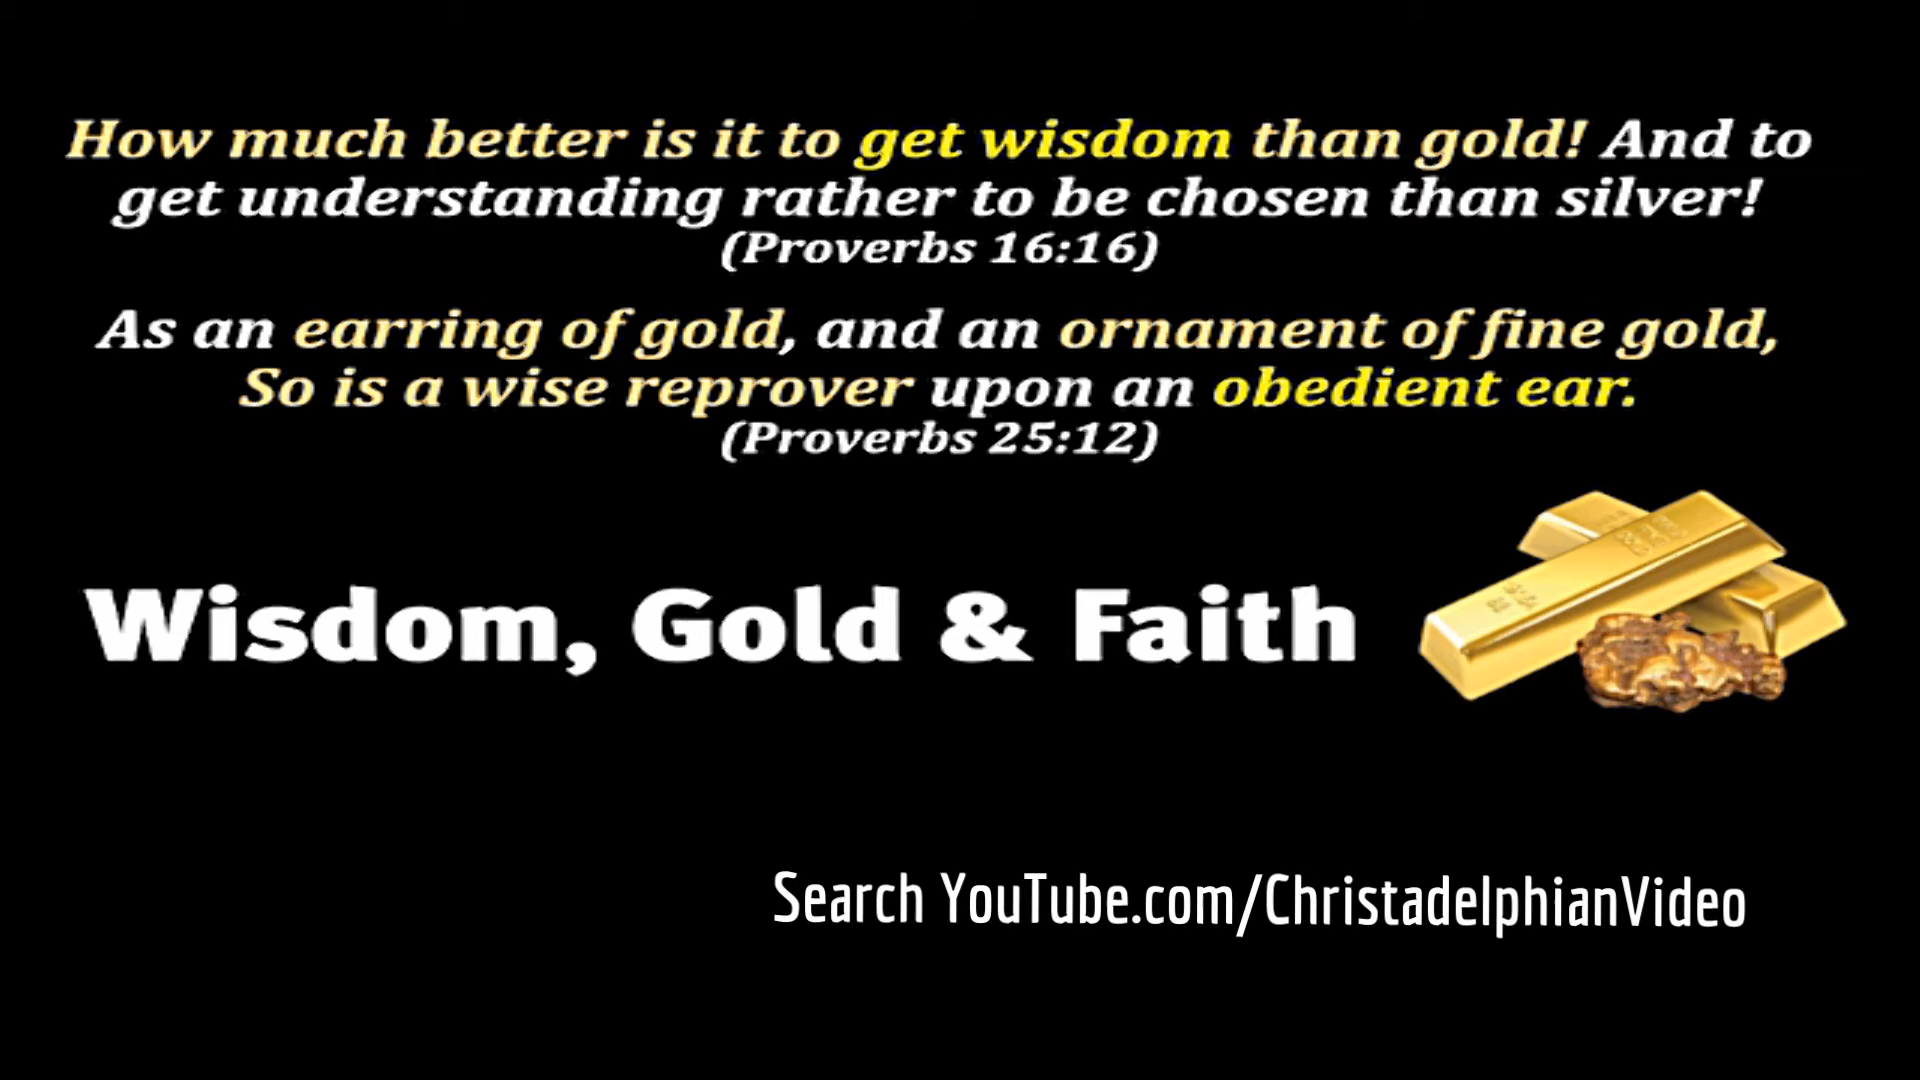 How much better is it to get wisdom than gold! And to
get understanding rather to be chosen than silver!
(Proverbs 16:16)
As an earring of gold, and an ornament of fine gold,
So is a wise reprover upon an obedient ear.
(Proverbs 25:12)
Wisdom, Gold & Faith
Search YouTube.com/ChristadelphianVideo